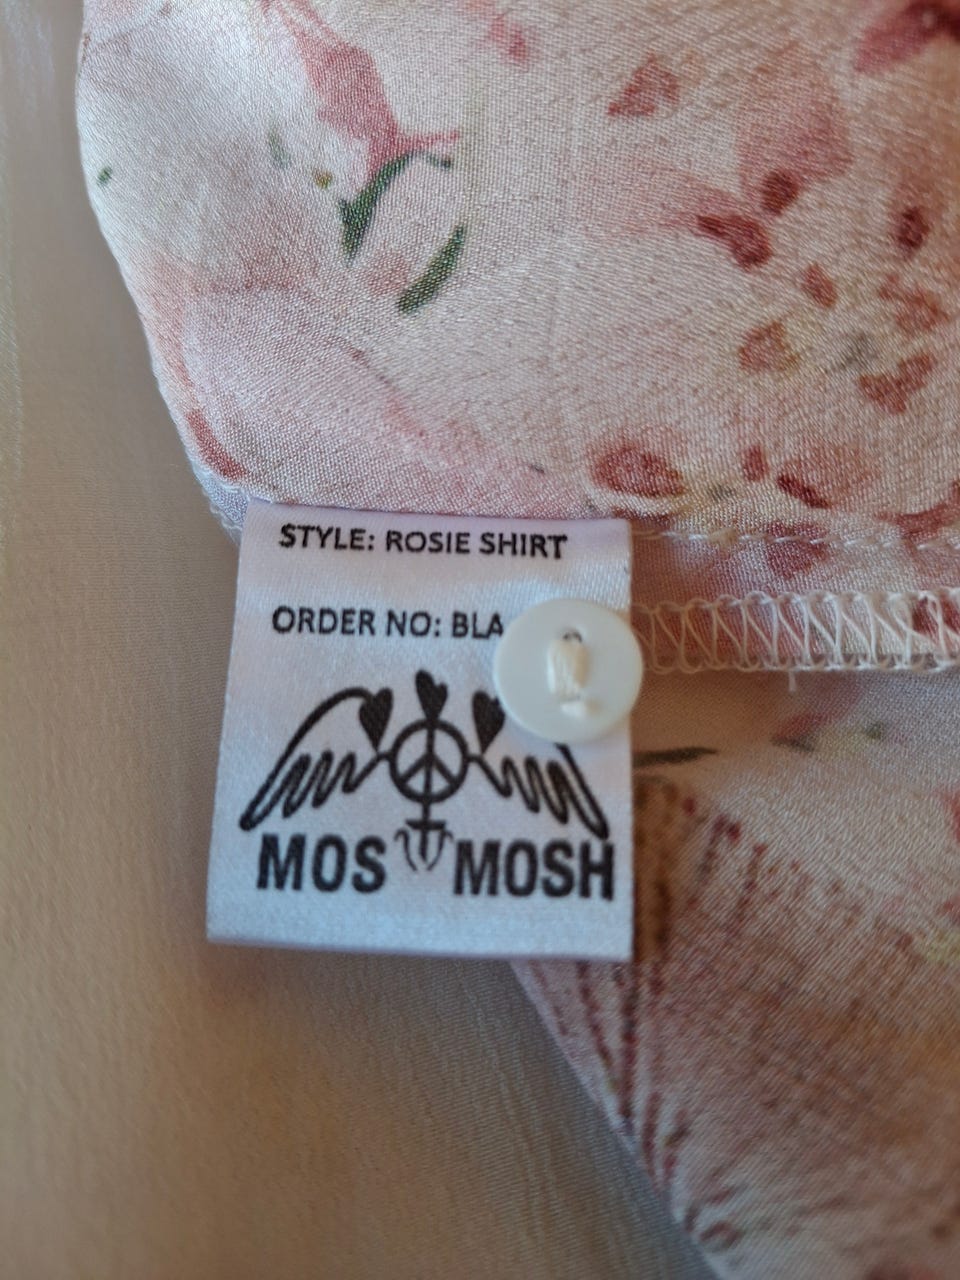 STYLE: ROSIE SHIRT
ORDER NO: BLA
MOS MOSH